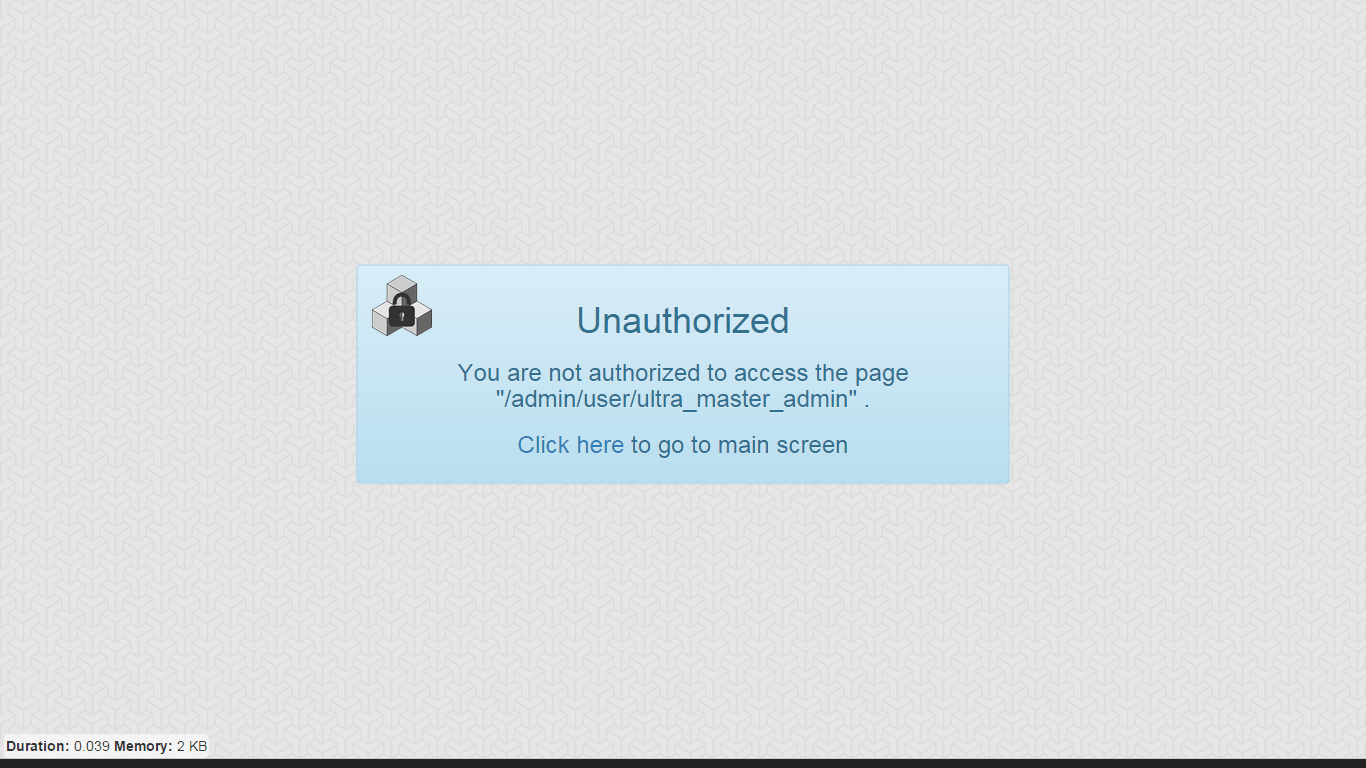 Unauthorized
You are not authorized to access the page
"/admin/user/ultra_master_admin" .
Click here to go to main screen
Duration: 0.039 Memory: 2 KB